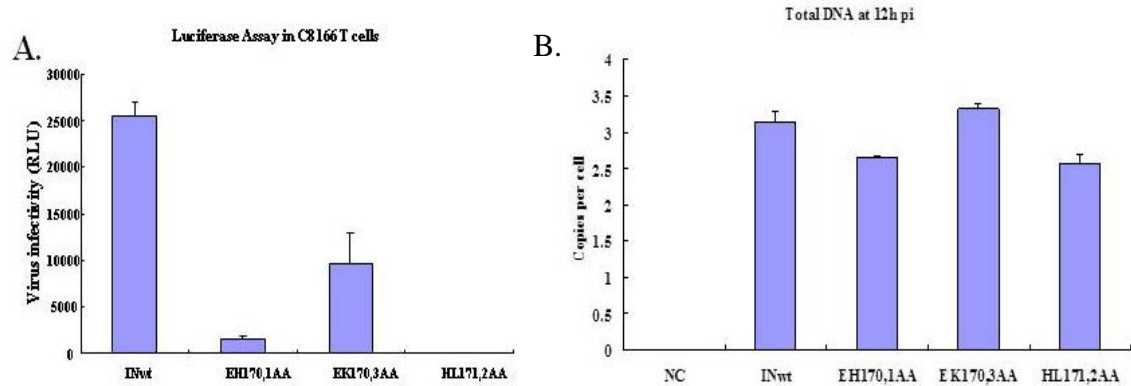 A.
Luciferase Assay in C8166 T cells
Virus infectivity (RLU)
30000
25000
20000
15000
10000
5000
0
INwt
EH170,1AA
EK170,3AA
HL171,2AA
B.
Total DNA at 12h pi
Copies per cell
4
3.5
3
2.5
2
1.5
1
0.5
0
NC
INwt
EH170,1AA
EK170,3AA
HL171,2AA